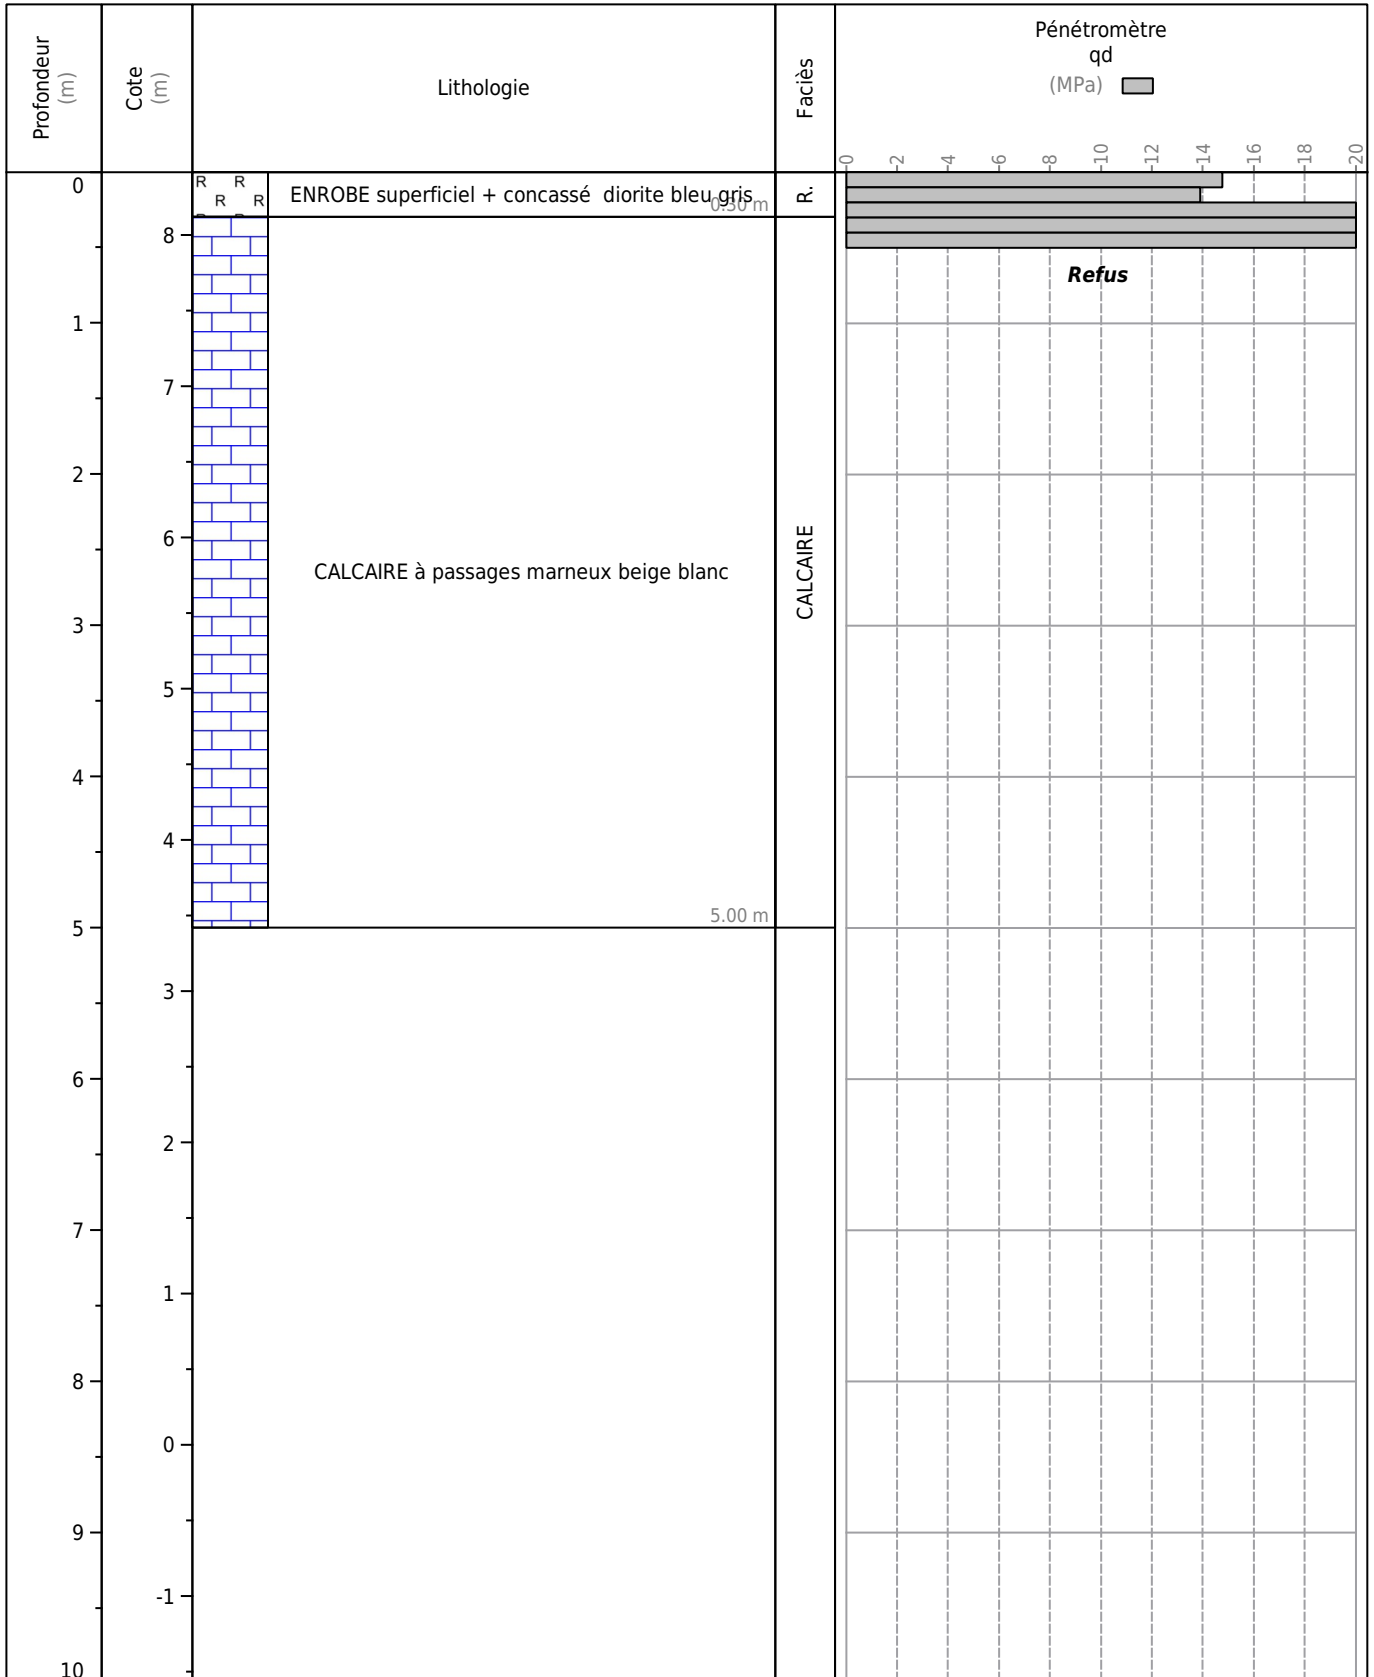 Profondeur
(m)
Cote
(m)
Lithologie
Faciès
Pénétromètre
qd
(MPa)
0
2
4
6
8
10
12
14
16
18
20
0
1
2
3
4
5
6
7
8
9
10
8
7
6
5
4
3
2
1
0
-1
R R
R R
ENROBE superficiel + concassé diorite bleu gris
0.30 m
R.
CALCAIRE à passages marneux beige blanc
5.00 m
CALCAIRE
Refus